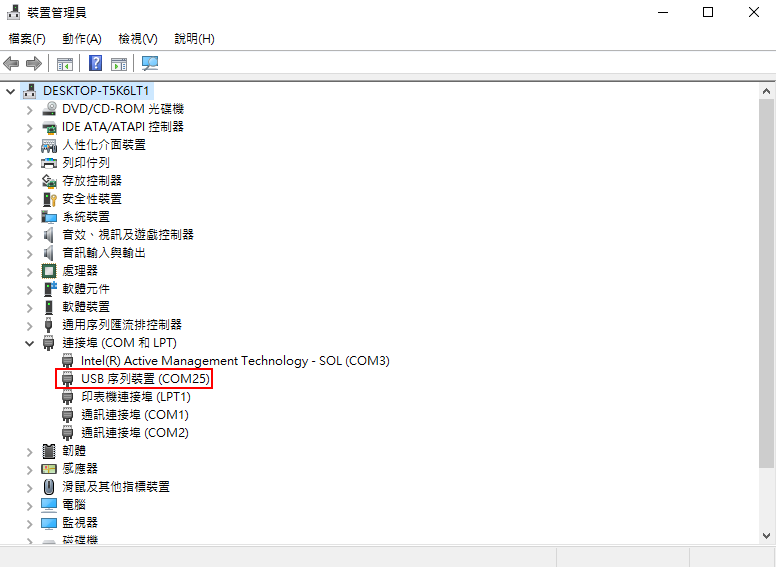 裝置管理員
檔案(F) 動作(A) 檢視(V) 說明(H)
DESKTOP-T5K6LT1
DVD/CD-ROM 光碟機
IDE ATA/ATAPI 控制器
人性化介面裝置
列印佇列
存放控制器
安全性裝置
系統裝置
音效、視訊及遊戲控制器
音訊輸入與輸出
處理器
軟體元件
軟體裝置
通用序列匯流排控制器
連接埠 (COM 和 LPT)
Intel(R) Active Management Technology - SOL (COM3)
USB 序列裝置 (COM25)
印表機連接埠 (LPT1)
通訊連接埠 (COM1)
通訊連接埠 (COM2)
韌體
感應器
滑鼠及其他指標裝置
電腦
監視器
磁碟機